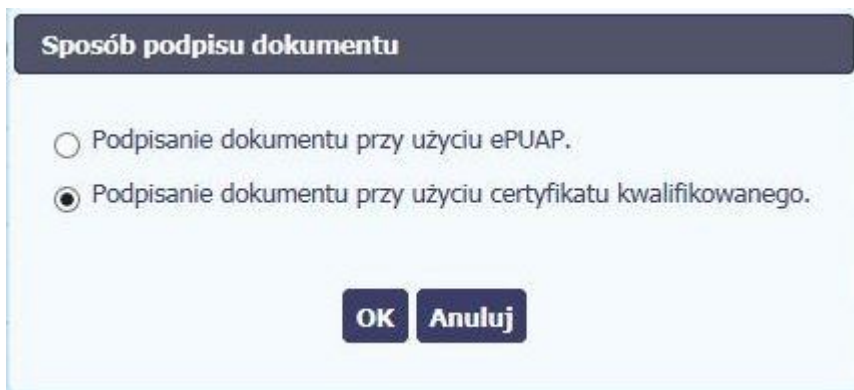 Sposób podpisu dokumentu
Podpisanie dokumentu przy użyciu ePUAP.
Podpisanie dokumentu przy użyciu certyfikatu kwalifikowanego.
OK Anuluj